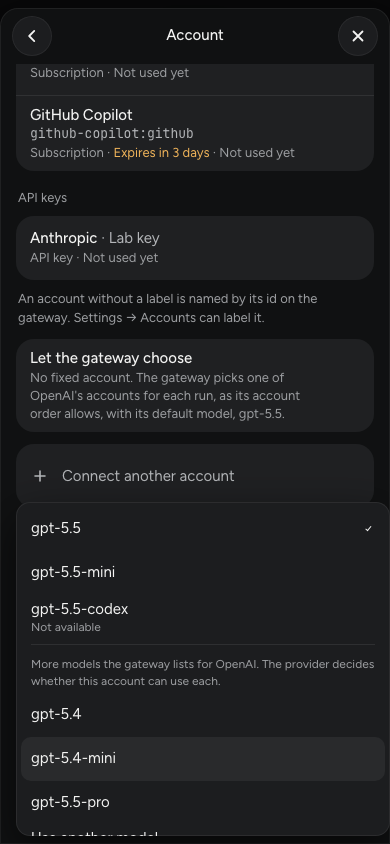 Account
Subscription · Not used yet
GitHub Copilot
github-copilot:github
Subscription · Expires in 3 days · Not used yet
API keys
Anthropic · Lab key
API key · Not used yet
An account without a label is named by its id on the
gateway. Settings → Accounts can label it.
Let the gateway choose
No fixed account. The gateway picks one of
OpenAI's accounts for each run, as its account
order allows, with its default model, gpt-5.5.
Connect another account
gpt-5.5
gpt-5.5-mini
gpt-5.5-codex
Not available
More models the gateway lists for OpenAI. The provider decides
whether this account can use each.
gpt-5.4
gpt-5.4-mini
gpt-5.5-pro
Use another model